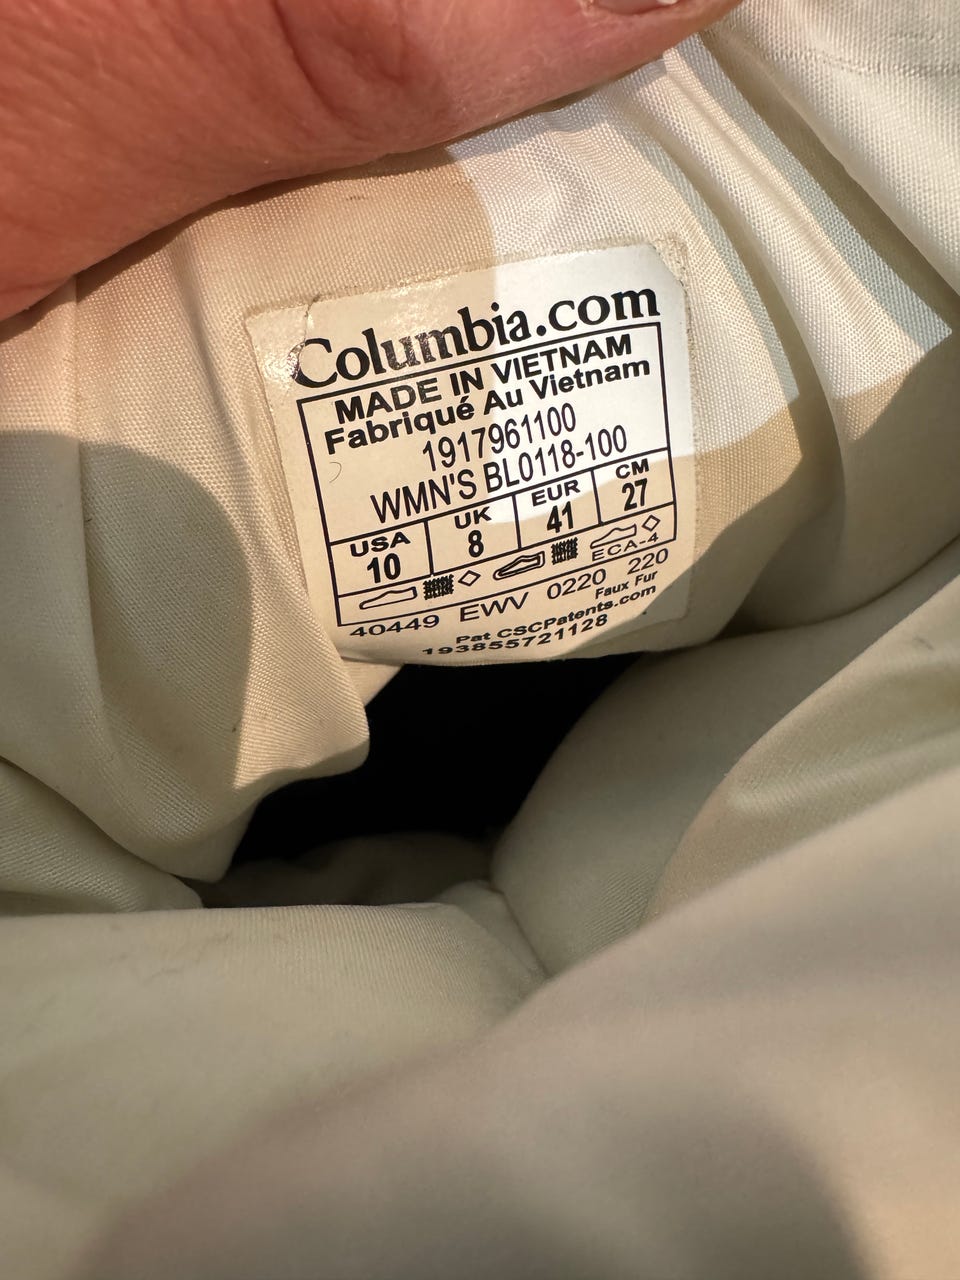 Columbia.com
MADE IN VIETNAM
Fabriqué Au Vietnam
1917961100
WMN'S BL0118-100
USA UK EUR CM
10 8 41 27
ECA-4
40449 EWV 0220 220
Faux Fur
Pat CSCPatents.com
193855721128